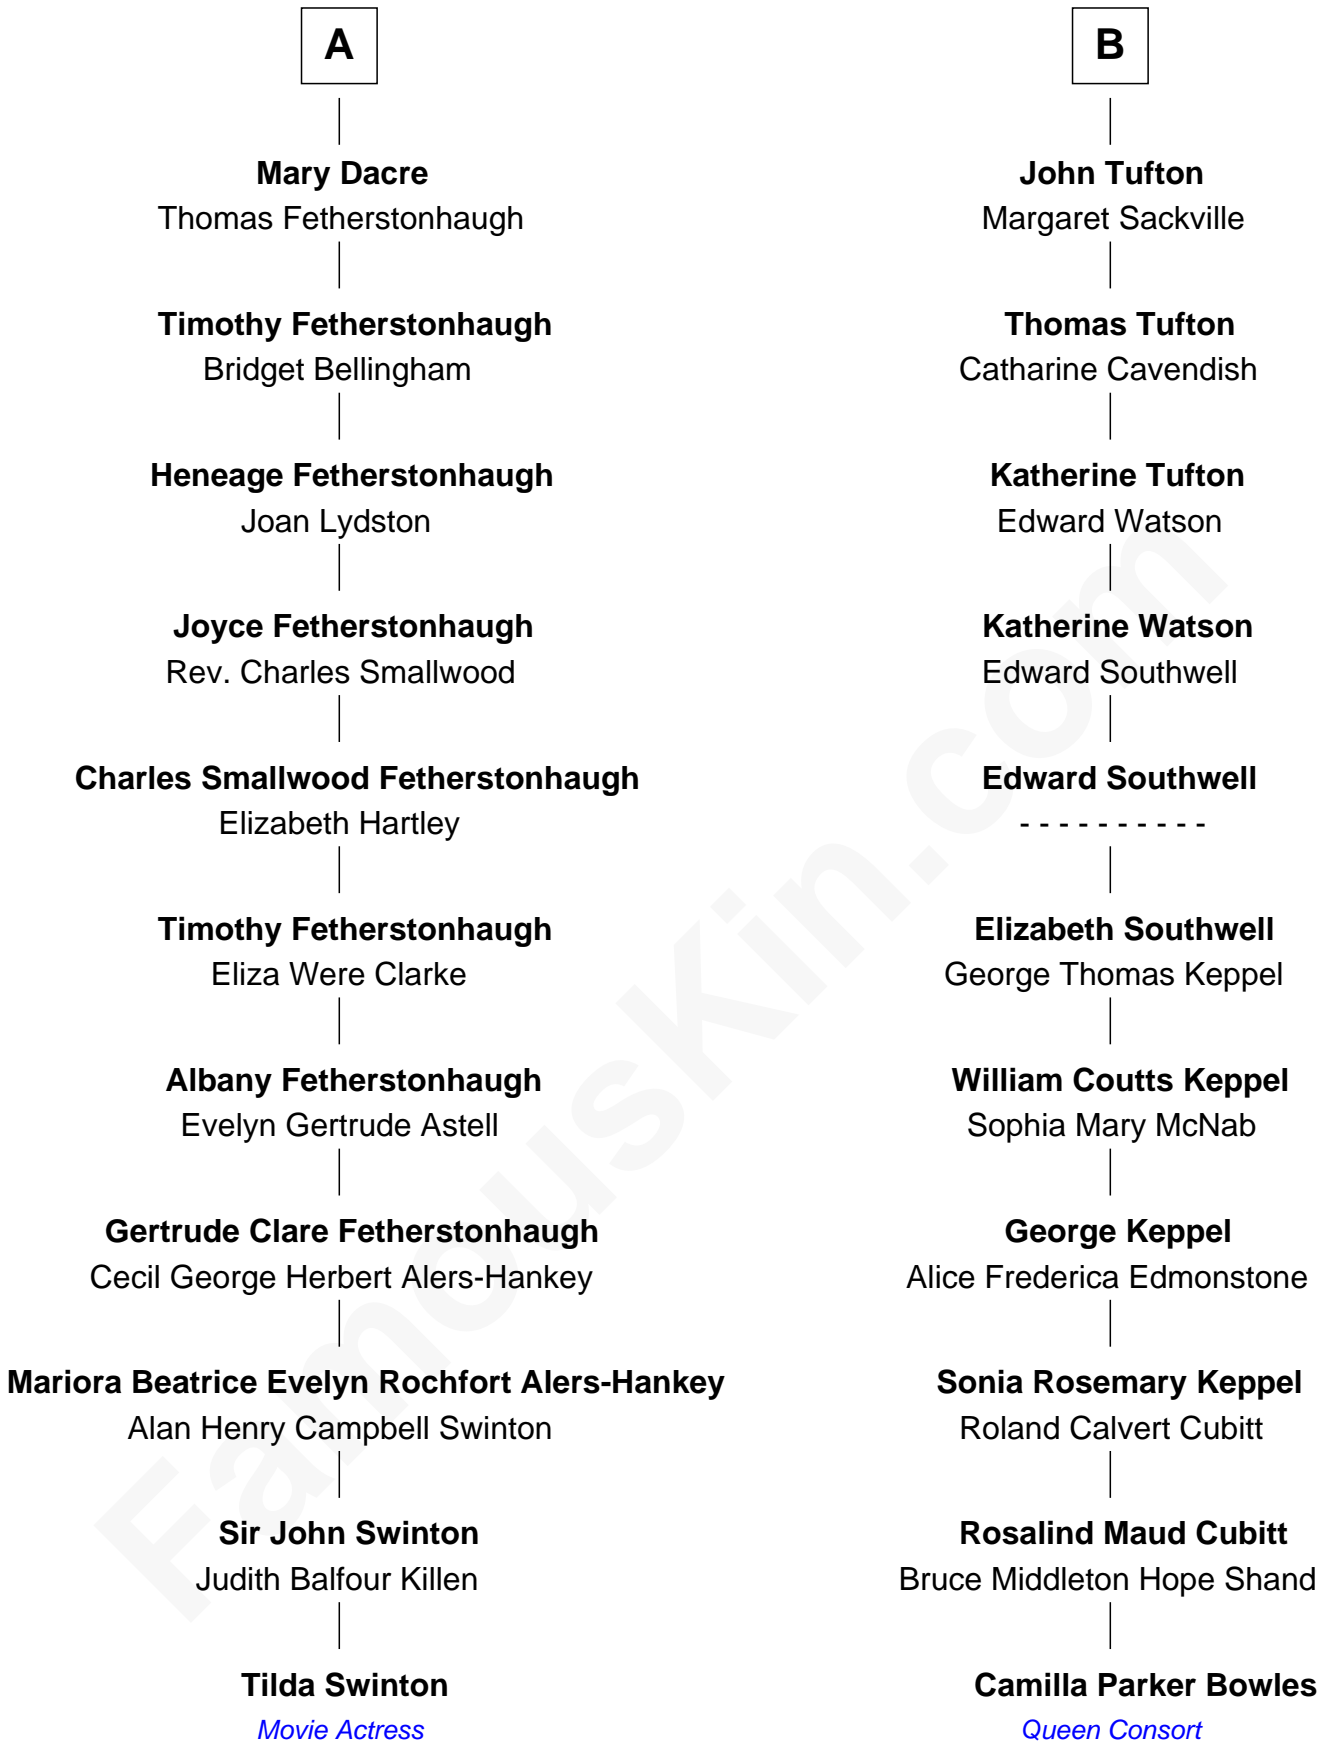 A
Mary Dacre
Thomas Fetherstonhaugh
Timothy Fetherstonhaugh
Bridget Bellingham
Heneage Fetherstonhaugh
Joan Lydston
Joyce Fetherstonhaugh
Rev. Charles Smallwood
Charles Smallwood Fetherstonhaugh
Elizabeth Hartley
Timothy Fetherstonhaugh
Eliza Were Clarke
Albany Fetherstonhaugh
Evelyn Gertrude Astell
Gertrude Clare Fetherstonhaugh
Cecil George Herbert Alers-Hankey
Mariora Beatrice Evelyn Rochfort Alers-Hankey
Alan Henry Campbell Swinton
Sir John Swinton
Judith Balfour Killen
Tilda Swinton
Movie Actress
B
John Tufton
Margaret Sackville
Thomas Tufton
Catharine Cavendish
Katherine Tufton
Edward Watson
Katherine Watson
Edward Southwell
Edward Southwell
- - - - - - - - - -
Elizabeth Southwell
George Thomas Keppel
William Coutts Keppel
Sophia Mary McNab
George Keppel
Alice Frederica Edmonstone
Sonia Rosemary Keppel
Roland Calvert Cubitt
Rosalind Maud Cubitt
Bruce Middleton Hope Shand
Camilla Parker Bowles
Queen Consort
FamousKin.com